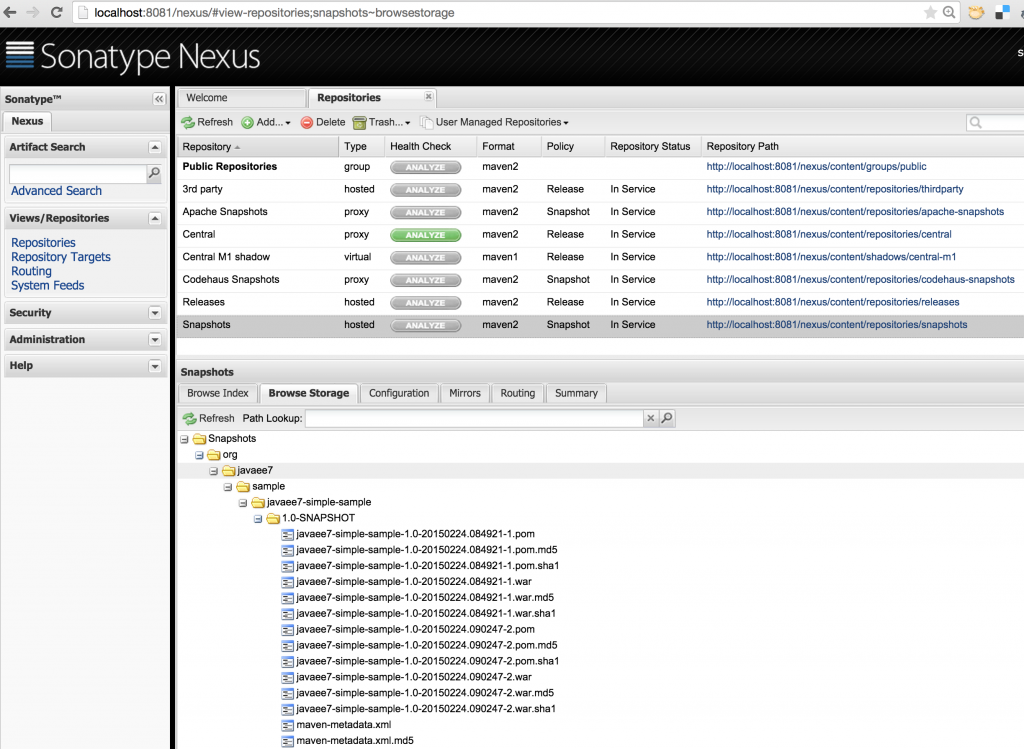 localhost:8081/nexus/#view-repositories;snapshots~browsestorage
Sonatype Nexus
Sonatype™
Nexus
Artifact Search
Advanced Search
Views/Repositories
Repositories
Repository Targets
Routing
System Feeds
Security
Administration
Help
Welcome Repositories
Refresh Add... Delete Trash... User Managed Repositories
Repository Type Health Check Format Policy Repository Status Repository Path
Public Repositories group ANALYZE maven2 http://localhost:8081/nexus/content/groups/public
3rd party hosted ANALYZE maven2 Release In Service http://localhost:8081/nexus/content/repositories/thirdparty
Apache Snapshots proxy ANALYZE maven2 Snapshot In Service http://localhost:8081/nexus/content/repositories/apache-snapshots
Central proxy ANALYZE maven2 Release In Service http://localhost:8081/nexus/content/repositories/central
Central M1 shadow virtual ANALYZE maven1 Release In Service http://localhost:8081/nexus/content/shadows/central-m1
Codehaus Snapshots proxy ANALYZE maven2 Snapshot In Service http://localhost:8081/nexus/content/repositories/codehaus-snapshots
Releases hosted ANALYZE maven2 Release In Service http://localhost:8081/nexus/content/repositories/releases
Snapshots hosted ANALYZE maven2 Snapshot In Service http://localhost:8081/nexus/content/repositories/snapshots
Snapshots
Browse Index Browse Storage Configuration Mirrors Routing Summary
Refresh Path Lookup:
Snapshots
org
javaee7
sample
javaee7-simple-sample
1.0-SNAPSHOT
javaee7-simple-sample-1.0-20150224.084921-1.pom
javaee7-simple-sample-1.0-20150224.084921-1.pom.md5
javaee7-simple-sample-1.0-20150224.084921-1.pom.sha1
javaee7-simple-sample-1.0-20150224.084921-1.war
javaee7-simple-sample-1.0-20150224.084921-1.war.md5
javaee7-simple-sample-1.0-20150224.084921-1.war.sha1
javaee7-simple-sample-1.0-20150224.090247-2.pom
javaee7-simple-sample-1.0-20150224.090247-2.pom.md5
javaee7-simple-sample-1.0-20150224.090247-2.pom.sha1
javaee7-simple-sample-1.0-20150224.090247-2.war
javaee7-simple-sample-1.0-20150224.090247-2.war.md5
javaee7-simple-sample-1.0-20150224.090247-2.war.sha1
maven-metadata.xml
maven-metadata.xml.md5